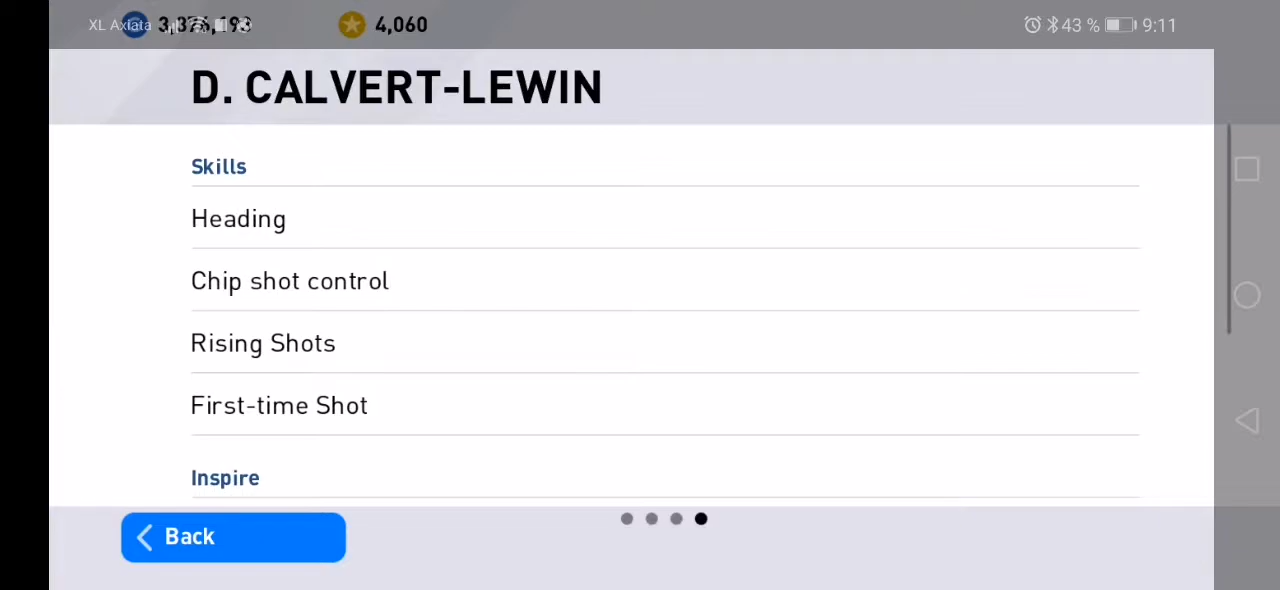 XL Axiata
4,060
43 %
9:11
D. CALVERT-LEWIN
Skills
Heading
Chip shot control
Rising Shots
First-time Shot
Inspire
Back